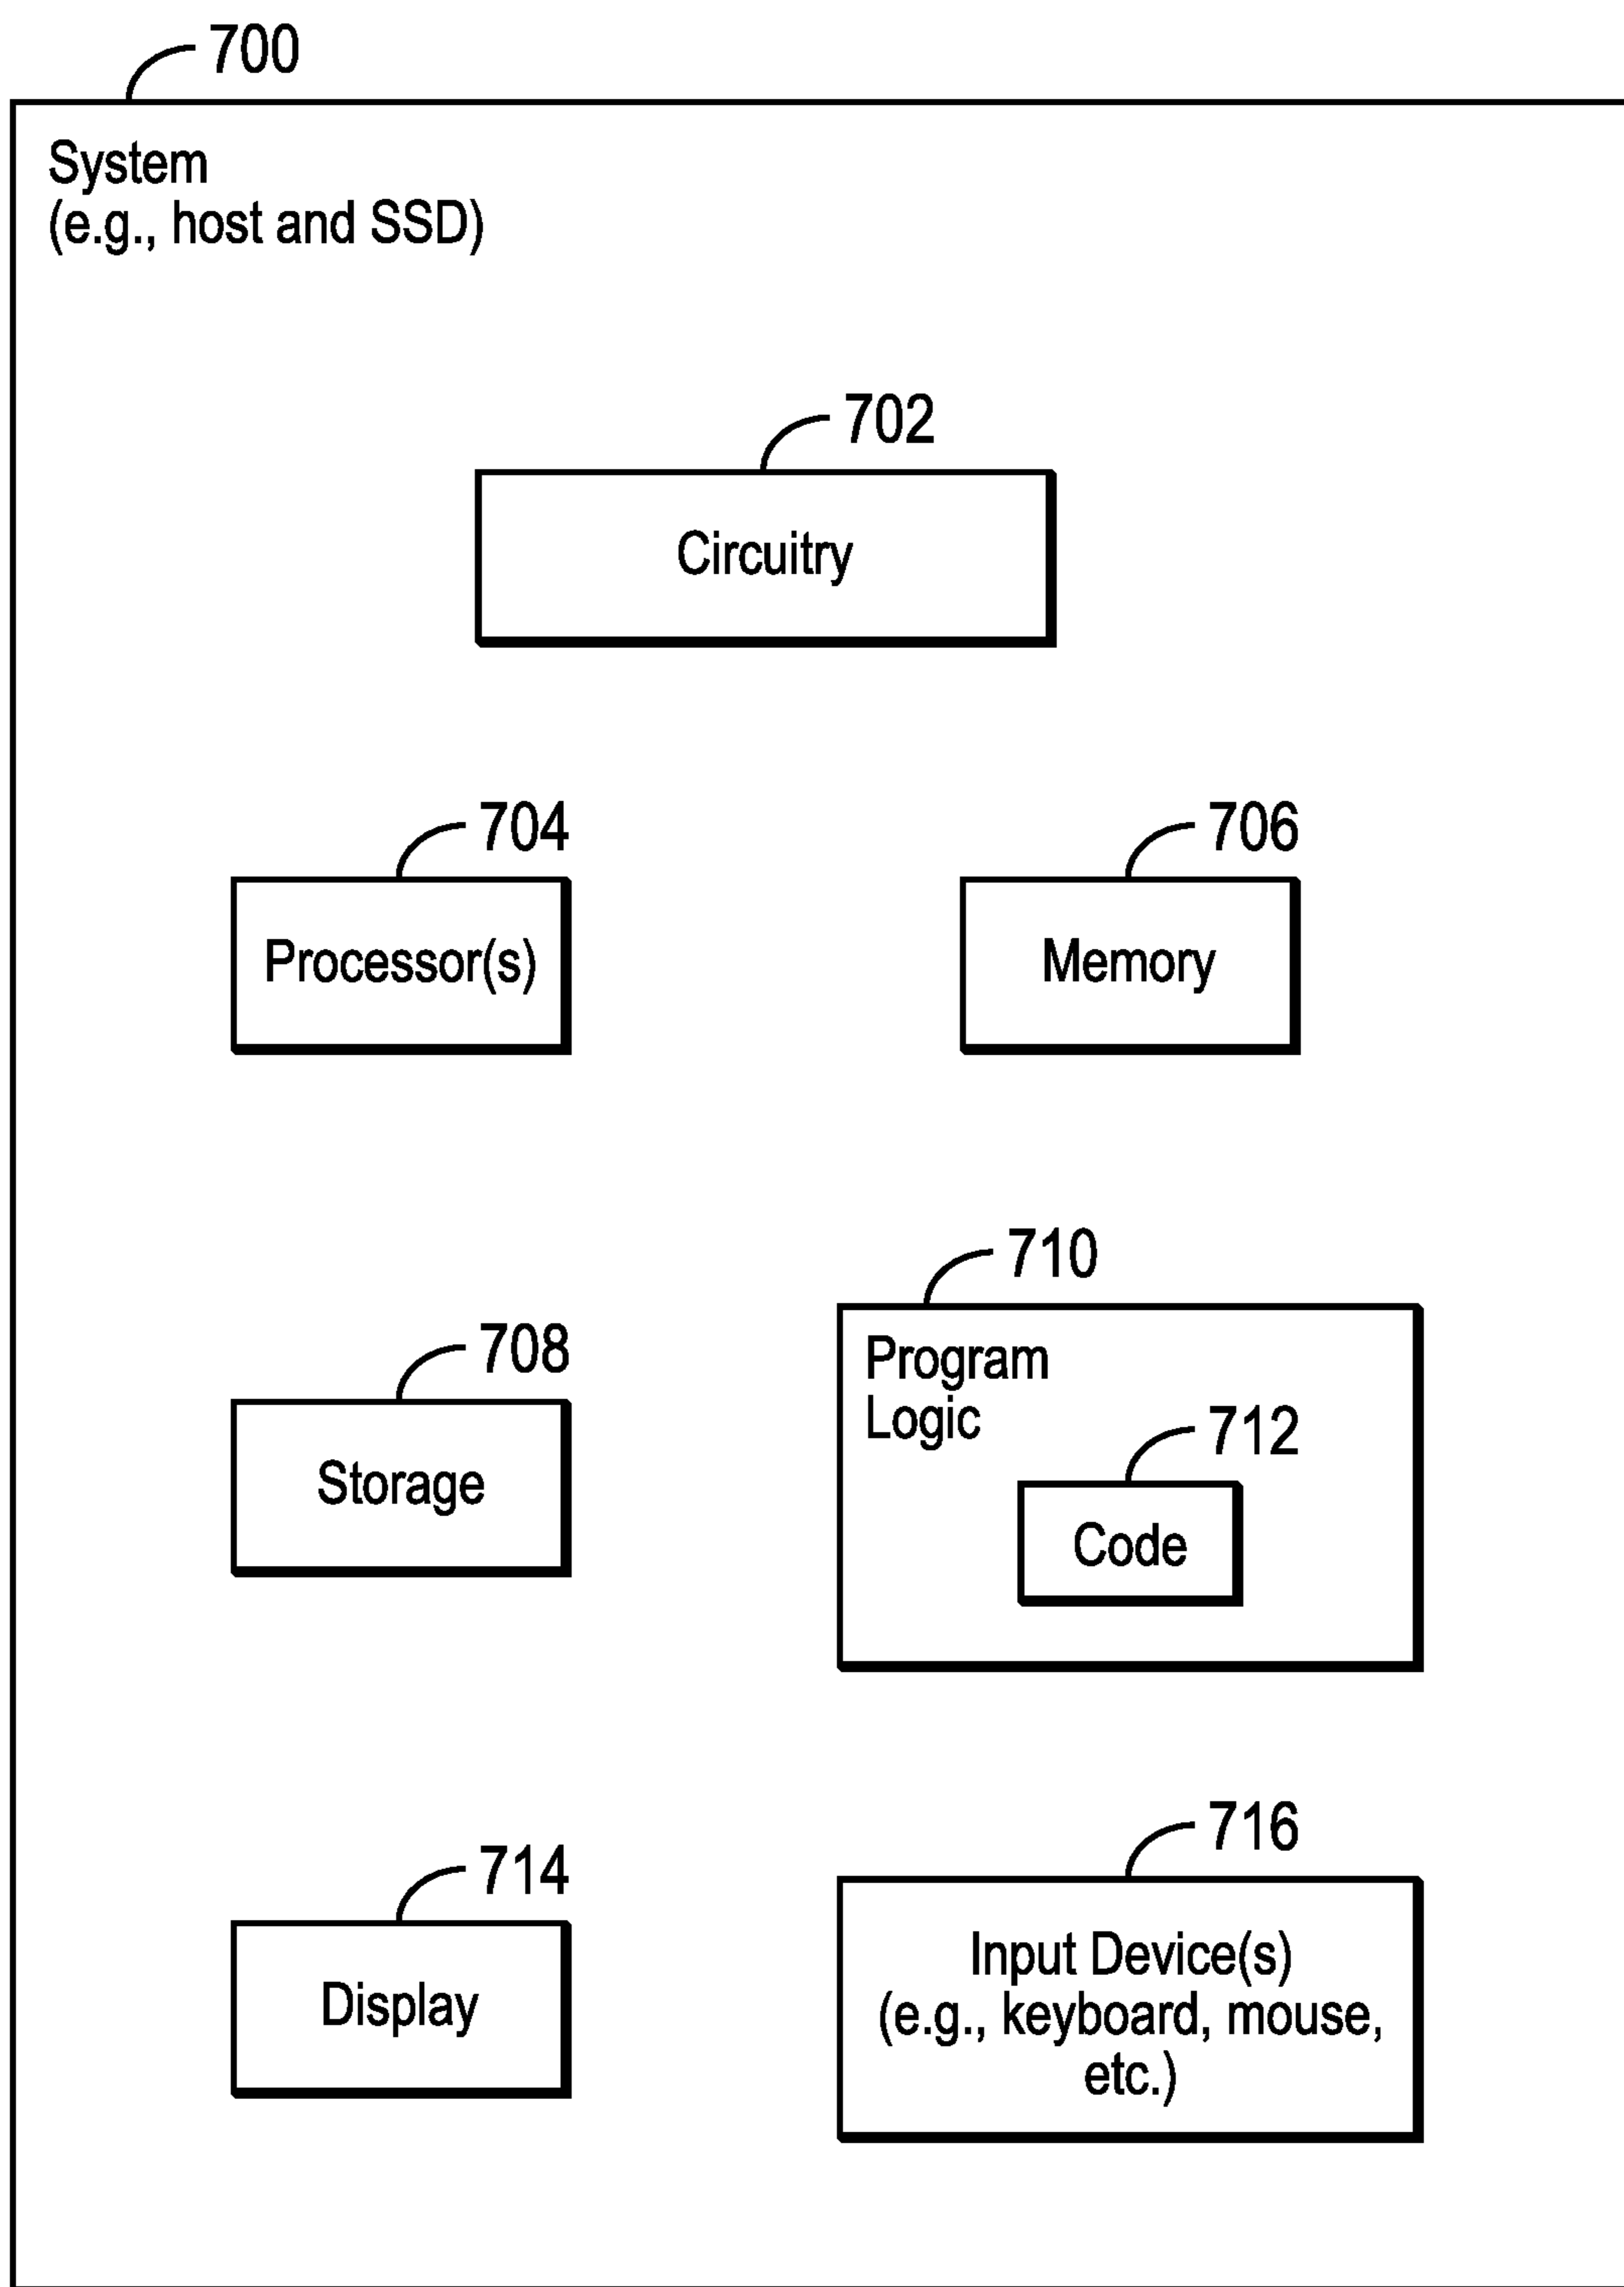 700
System
(e.g., host and SSD)
702
Circuitry
704
Processor(s)
706
Memory
708
Storage
710
Program
Logic
712
Code
714
Display
716
Input Device(s)
(e.g., keyboard, mouse,
etc.)